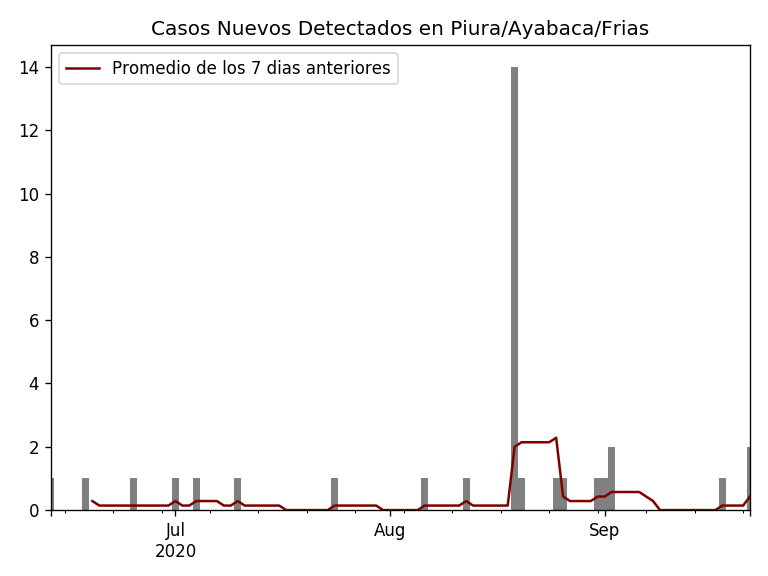 Casos Nuevos Detectados en Piura/Ayabaca/Frias
Promedio de los 7 dias anteriores
14
12
10
8
6
4
2
0
Jul
2020
Aug
Sep